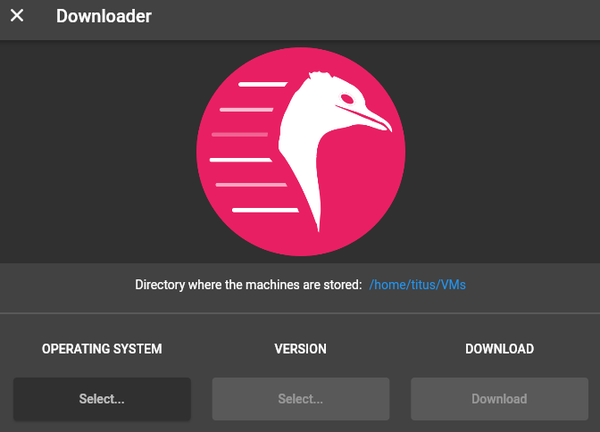 Downloader
Directory where the machines are stored: /home/titus/VMs
OPERATING SYSTEM VERSION DOWNLOAD
Select... Select... Download